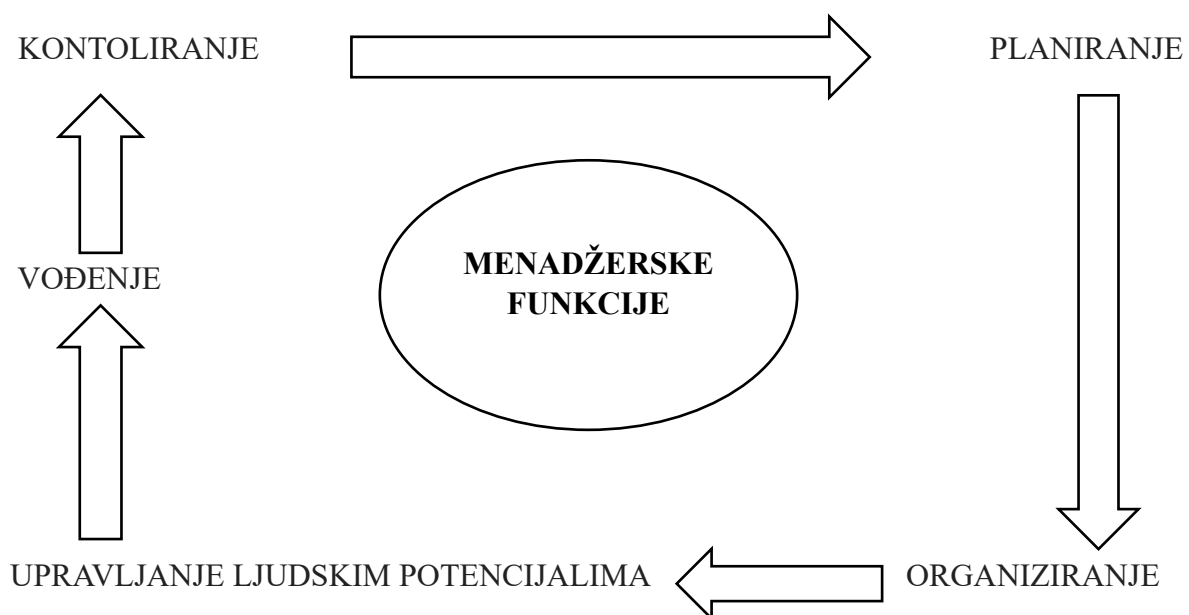 KONTOLIRANJE
PLANIRANJE
MENADŽERSKE
FUNKCIJE
VOĐENJE
UPRAVLJANJE LJUDSKIM POTENCIJALIMA
ORGANIZIRANJE